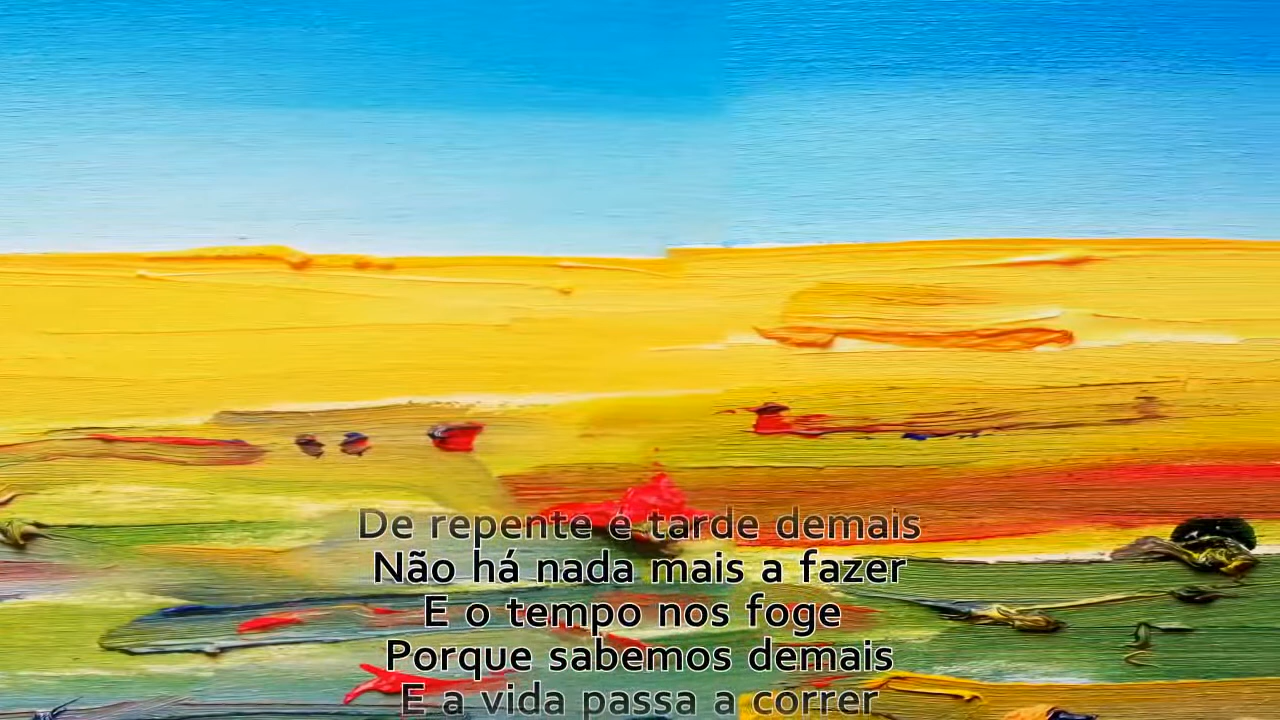 De repente é tarde demais
Não há nada mais a fazer
E o tempo nos foge
Porque sabemos demais
E a vida passa a correr